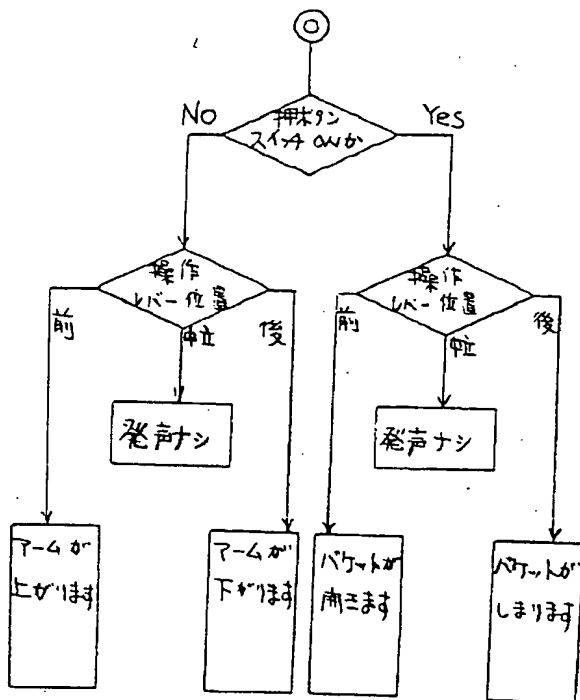 押ボタン
スイッチ ONか
No
Yes
操作
レバー位置
前
中立
後
操作
レバー位置
前
中立
後
発声ナシ
発声ナシ
アームが
上がります
アームが
下がります
バケットが
開きます
バケットが
しまります